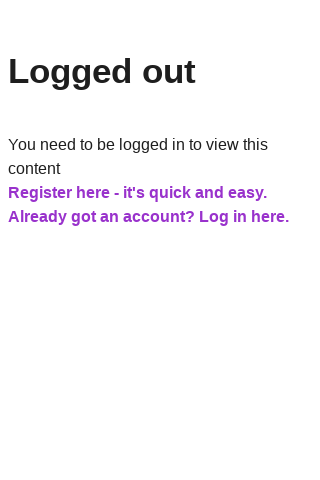 Logged out
You need to be logged in to view this
content
Register here - it's quick and easy.
Already got an account? Log in here.